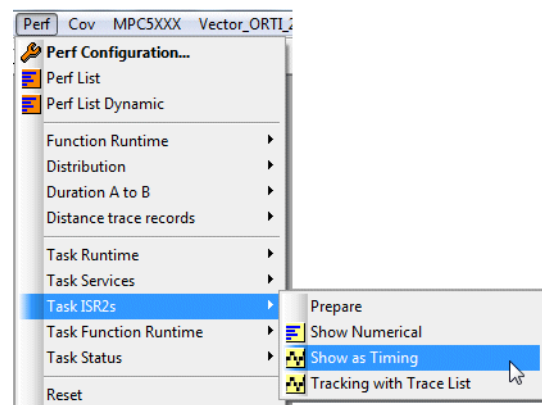 Perf Cov MPC5XXX Vector_ORTI_2
Perf Configuration...
Perf List
Perf List Dynamic
Function Runtime
Distribution
Duration A to B
Distance trace records
Task Runtime
Task Services
Task ISR2s
Task Function Runtime
Task Status
Reset
Prepare
Show Numerical
Show as Timing
Tracking with Trace List